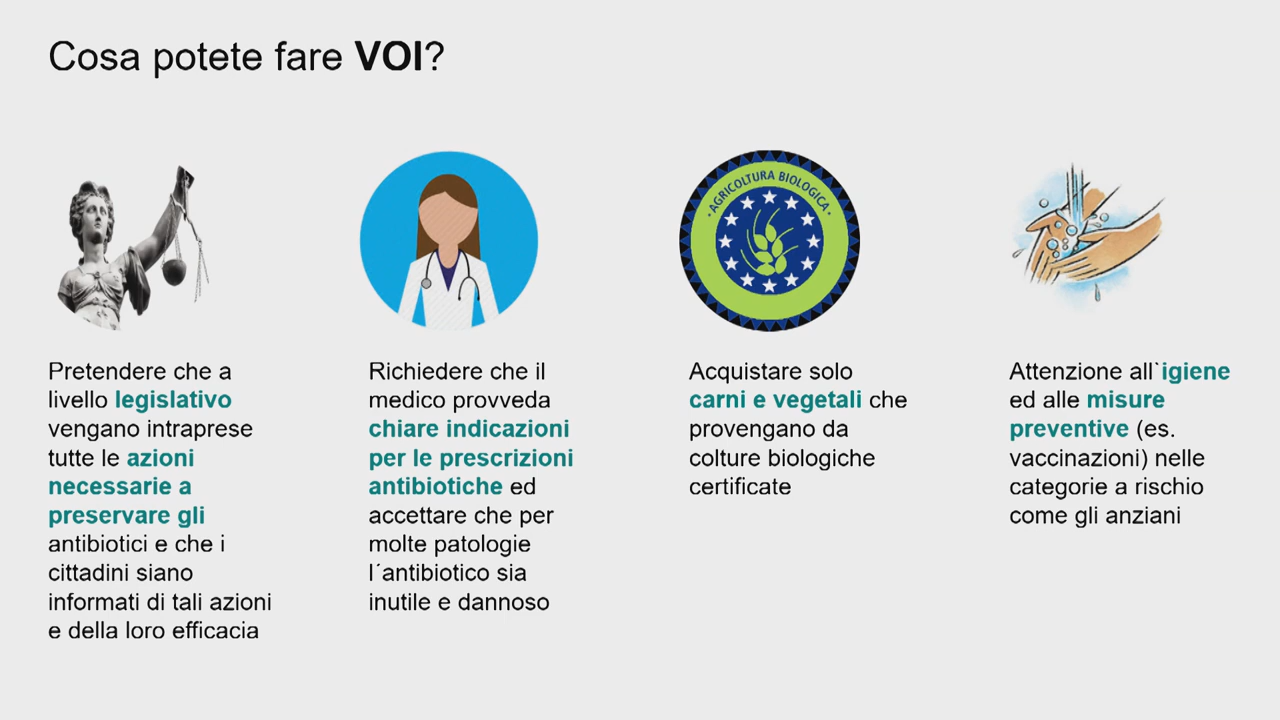 Cosa potete fare VOI?
· AGRICOLTURA BIOLOGICA ·
Pretendere che a
livello legislativo
vengano intraprese
tutte le azioni
necessarie a
preservare gli
antibiotici e che i
cittadini siano
informati di tali azioni
e della loro efficacia
Richiedere che il
medico provveda
chiare indicazioni
per le prescrizioni
antibiotiche ed
accettare che per
molte patologie
l´antibiotico sia
inutile e dannoso
Acquistare solo
carni e vegetali che
provengano da
colture biologiche
certificate
Attenzione all`igiene
ed alle misure
preventive (es.
vaccinazioni) nelle
categorie a rischio
come gli anziani